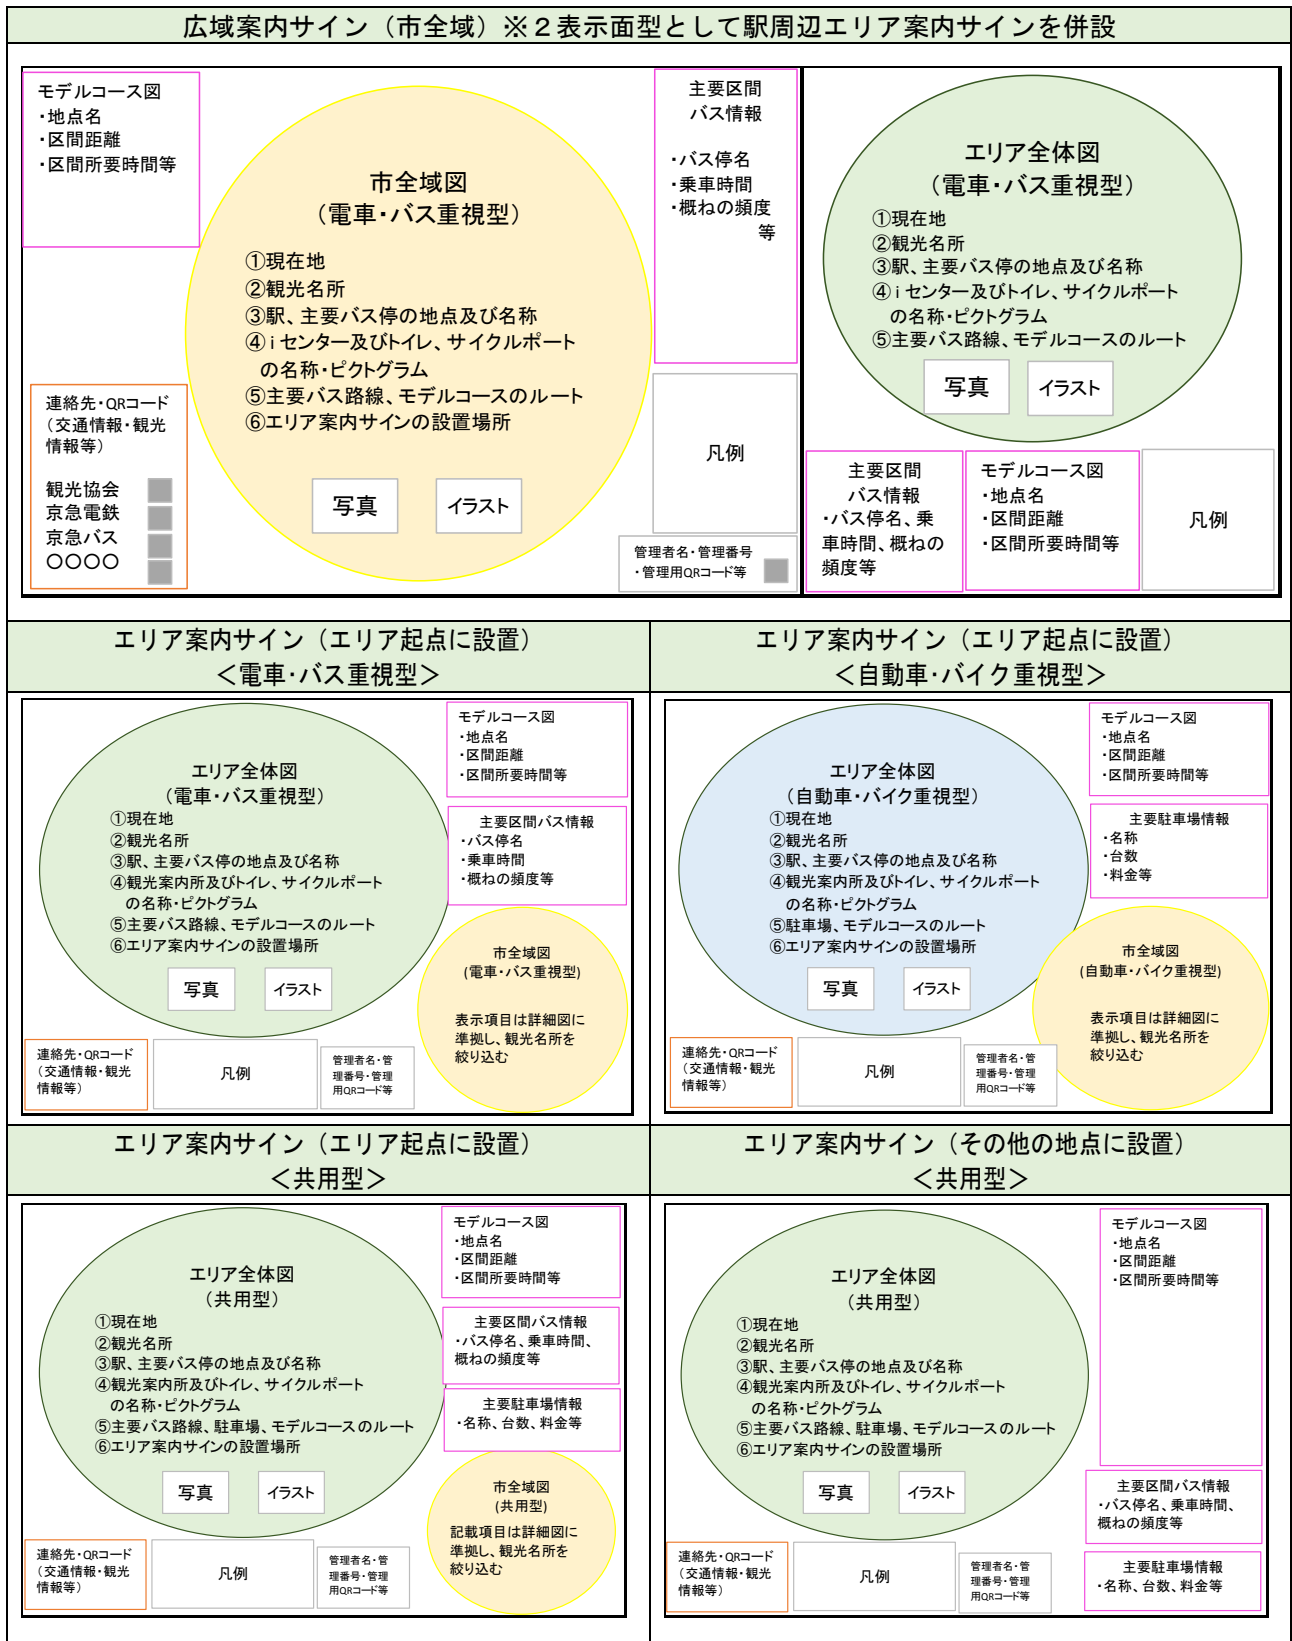 広域案内サイン（市全域）※２表示面型として駅周辺エリア案内サインを併設
モデルコース図
・地点名
・区間距離
・区間所要時間等
市全域図
（電車・バス重視型）
①現在地
②観光名所
③駅、主要バス停の地点及び名称
④ｉセンター及びトイレ、サイクルポート
の名称・ピクトグラム
⑤主要バス路線、モデルコースのルート
⑥エリア案内サインの設置場所
写真
イラスト
連絡先・QRコード
（交通情報・観光
情報等）
観光協会
京急電鉄
京急バス
〇〇〇〇
主要区間
バス情報
・バス停名
・乗車時間
・概ねの頻度
等
凡例
管理者名・管理番号
・管理用QRコード等
エリア全体図
（電車・バス重視型）
①現在地
②観光名所
③駅、主要バス停の地点及び名称
④ｉセンター及びトイレ、サイクルポート
の名称・ピクトグラム
⑤主要バス路線、モデルコースのルート
写真
イラスト
主要区間
バス情報
・バス停名、乗
車時間、概ねの
頻度等
モデルコース図
・地点名
・区間距離
・区間所要時間等
凡例
エリア案内サイン（エリア起点に設置）
＜電車・バス重視型＞
エリア全体図
（電車・バス重視型）
①現在地
②観光名所
③駅、主要バス停の地点及び名称
④観光案内所及びトイレ、サイクルポート
の名称・ピクトグラム
⑤主要バス路線、モデルコースのルート
⑥エリア案内サインの設置場所
写真
イラスト
モデルコース図
・地点名
・区間距離
・区間所要時間等
主要区間バス情報
・バス停名
・乗車時間
・概ねの頻度等
市全域図
(電車・バス重視型)
表示項目は詳細図に
準拠し、観光名所を
絞り込む
連絡先・QRコード
（交通情報・観光
情報等）
凡例
管理者名・管
理番号・管理
用QRコード等
エリア案内サイン（エリア起点に設置）
＜自動車・バイク重視型＞
エリア全体図
（自動車・バイク重視型）
①現在地
②観光名所
③駅、主要バス停の地点及び名称
④観光案内所及びトイレ、サイクルポート
の名称・ピクトグラム
⑤駐車場、モデルコースのルート
⑥エリア案内サインの設置場所
写真
イラスト
モデルコース図
・地点名
・区間距離
・区間所要時間等
主要駐車場情報
・名称
・台数
・料金等
市全域図
(自動車・バイク重視型)
表示項目は詳細図に
準拠し、観光名所を
絞り込む
連絡先・QRコード
（交通情報・観光
情報等）
凡例
管理者名・管
理番号・管理
用QRコード等
エリア案内サイン（エリア起点に設置）
＜共用型＞
エリア全体図
（共用型）
①現在地
②観光名所
③駅、主要バス停の地点及び名称
④観光案内所及びトイレ、サイクルポート
の名称・ピクトグラム
⑤主要バス路線、駐車場、モデルコースのルート
⑥エリア案内サインの設置場所
写真
イラスト
モデルコース図
・地点名
・区間距離
・区間所要時間等
主要区間バス情報
・バス停名、乗車時間、
概ねの頻度等
主要駐車場情報
・名称、台数、料金等
市全域図
(共用型)
記載項目は詳細図に
準拠し、観光名所を
絞り込む
連絡先・QRコード
（交通情報・観光
情報等）
凡例
管理者名・管
理番号・管理
用QRコード等
エリア案内サイン（その他の地点に設置）
＜共用型＞
エリア全体図
（共用型）
①現在地
②観光名所
③駅、主要バス停の地点及び名称
④観光案内所及びトイレ、サイクルポート
の名称・ピクトグラム
⑤主要バス路線、駐車場、モデルコースのルート
⑥エリア案内サインの設置場所
写真
イラスト
モデルコース図
・地点名
・区間距離
・区間所要時間等
主要区間バス情報
・バス停名、乗車時間、
概ねの頻度等
主要駐車場情報
・名称、台数、料金等
連絡先・QRコード
（交通情報・観光
情報等）
凡例
管理者名・管
理番号・管理
用QRコード等